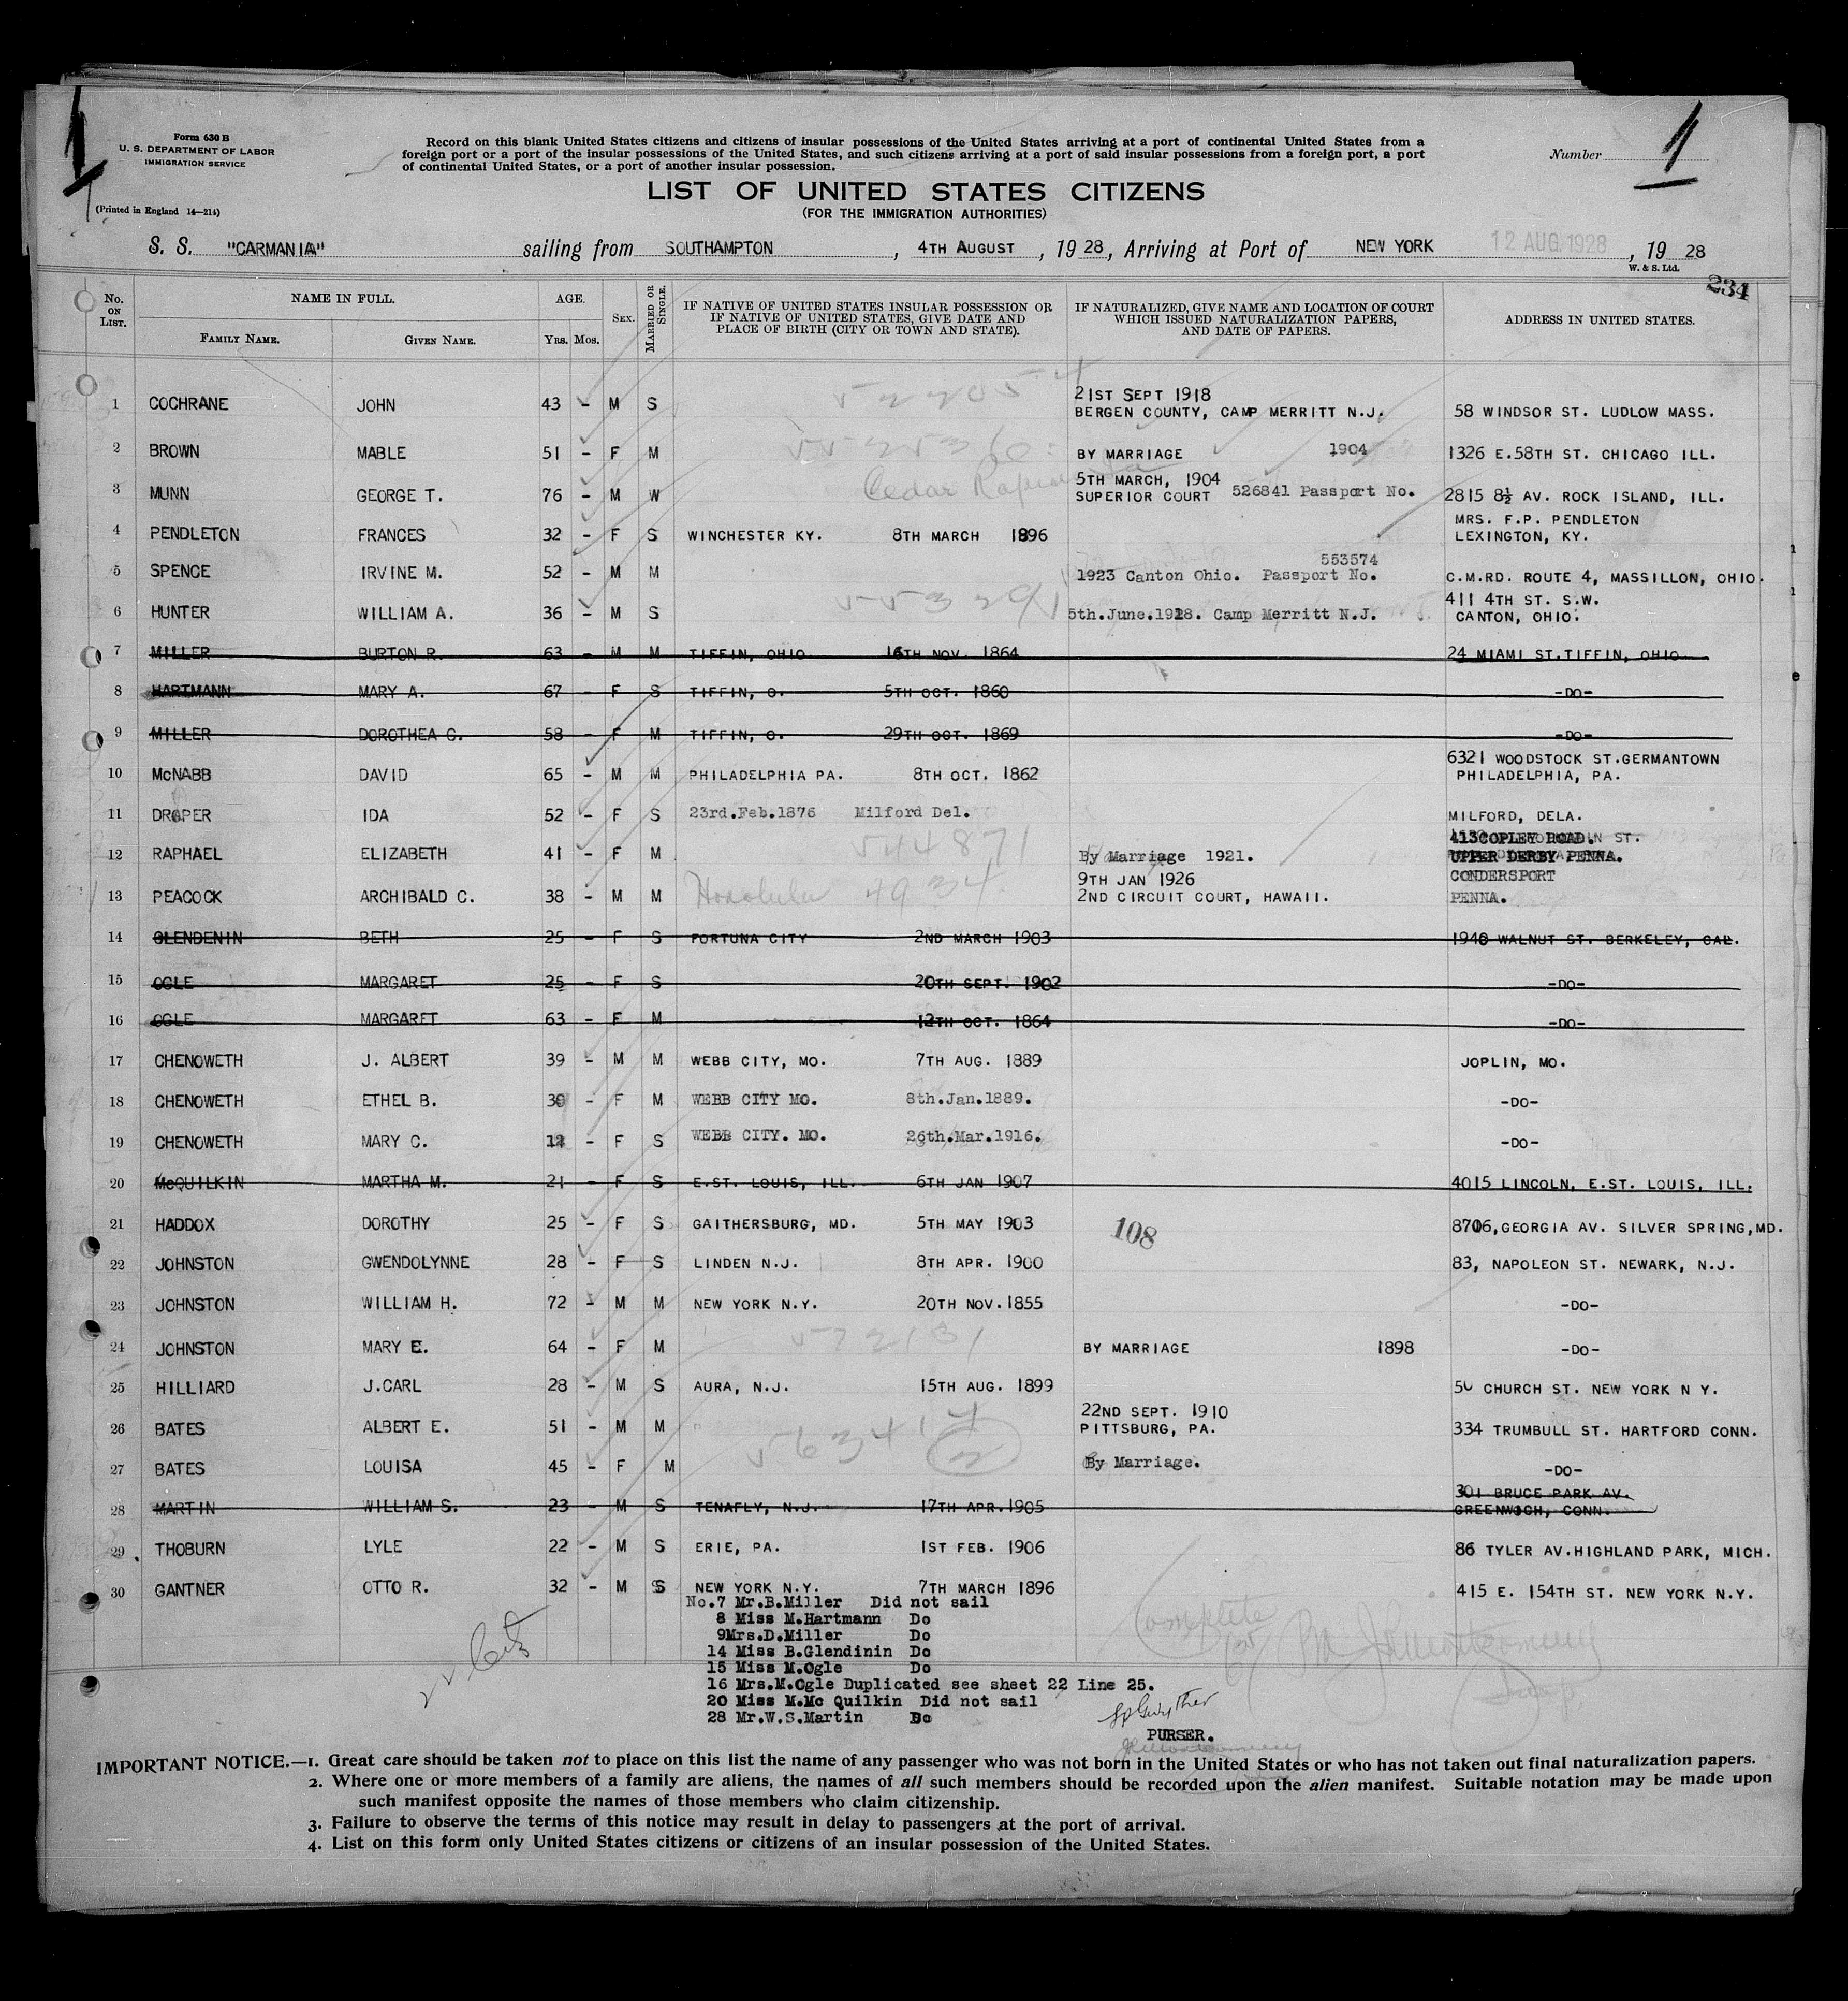 1
Form 630 B
U. S. DEPARTMENT OF LABOR
IMMIGRATION SERVICE
(Printed in England 14—214)
Record on this blank United States citizens and citizens of insular possessions of the United States arriving at a port of continental United States from a
foreign port or a port of the insular possessions of the United States, and such citizens arriving at a port of said insular possessions from a foreign port, a port
of continental United States, or a port of another insular possession.
Number 1
LIST OF UNITED STATES CITIZENS
(FOR THE IMMIGRATION AUTHORITIES)
S. S. "CARMANIA" sailing from SOUTHAMPTON, 4TH AUGUST, 19 28, Arriving at Port of NEW YORK 12 AUG 1928, 19 28
W. & S. Ltd.
234
No. ON LIST. NAME IN FULL. FAMILY NAME. GIVEN NAME. AGE. YRS. MOS. SEX. MARRIED OR SINGLE. IF NATIVE OF UNITED STATES INSULAR POSSESSION OR IF NATIVE OF UNITED STATES, GIVE DATE AND PLACE OF BIRTH (CITY OR TOWN AND STATE). IF NATURALIZED, GIVE NAME AND LOCATION OF COURT WHICH ISSUED NATURALIZATION PAPERS, AND DATE OF PAPERS. ADDRESS IN UNITED STATES.
1 COCHRANE JOHN 43 - M S 21ST SEPT 1918 BERGEN COUNTY, CAMP MERRITT N.J. 58 WINDSOR ST. LUDLOW MASS.
2 BROWN MABLE 51 - F M BY MARRIAGE 1904 1326 E.58TH ST. CHICAGO ILL.
3 MUNN GEORGE T. 76 - M W Cedar Rapids 5TH MARCH, 1904 SUPERIOR COURT 526841 Passport No. 2815 8½ AV. ROCK ISLAND, ILL.
4 PENDLETON FRANCES 32 - F S WINCHESTER KY. 8TH MARCH 1896 MRS. F.P. PENDLETON LEXINGTON, KY.
5 SPENCE IRVINE M. 52 - M M 1923 Canton Ohio. Passport No. 553574 C.M.RD. ROUTE 4, MASSILLON, OHIO.
6 HUNTER WILLIAM A. 36 - M S 5th.June.1918. Camp Merritt N.J. 411 4TH ST. S.W. CANTON, OHIO.
7 MILLER BURTON R. 63 - M M TIFFIN, OHIO 16TH NOV. 1864 24 MIAMI ST.TIFFIN, OHIO
8 HARTMANN MARY A. 67 - F S TIFFIN, O. 5TH OCT. 1860 -DO-
9 MILLER DOROTHEA C. 58 - F M TIFFIN, O. 29TH OCT. 1869 -DO-
10 McNABB DAVID 65 - M M PHILADELPHIA PA. 8TH OCT. 1862 6321 WOODSTOCK ST.GERMANTOWN PHILADELPHIA, PA.
11 DRAPER IDA 52 - F S 23rd.Feb.1876 Milford Del. MILFORD, DELA.
12 RAPHAEL ELIZABETH 41 - F M 544871 By Marriage 1921. 413 COPLEY ROAD. UPPER DERBY PENNA.
13 PEACOCK ARCHIBALD C. 38 - M M Honolulu 4934 9TH JAN 1926 2ND CIRCUIT COURT, HAWAII. CONDERSPORT PENNA.
14 GLENDENIN BETH 25 - F S FORTUNA CITY 2ND MARCH 1903 1940 WALNUT ST. BERKELEY, CAL.
15 OGLE MARGARET 25 - F S 20TH SEPT. 1902 -DO-
16 OGLE MARGARET 63 - F M 12TH OCT. 1864 -DO-
17 CHENOWETH J. ALBERT 39 - M M WEBB CITY, MO. 7TH AUG. 1889 JOPLIN, MO.
18 CHENOWETH ETHEL B. 39 - F M WEBB CITY MO. 8th.Jan.1889. -DO-
19 CHENOWETH MARY C. 12 - F S WEBB CITY. MO. 26th.Mar.1916. -DO-
20 McQUILKIN MARTHA M. 21 - F S E.ST. LOUIS, ILL. 6TH JAN 1907 4015 LINCOLN, E.ST. LOUIS, ILL.
21 HADDOX DOROTHY 25 - F S GAITHERSBURG, MD. 5TH MAY 1903 108 8706,GEORGIA AV. SILVER SPRING,MD.
22 JOHNSTON GWENDOLYNNE 28 - F S LINDEN N.J. 8TH APR. 1900 83, NAPOLEON ST. NEWARK, N.J.
23 JOHNSTON WILLIAM H. 72 - M M NEW YORK N.Y. 20TH NOV.1855 -DO-
24 JOHNSTON MARY E. 64 - F M BY MARRIAGE 1898 -DO-
25 HILLIARD J.CARL 28 - M S AURA, N.J. 15TH AUG. 1899 50 CHURCH ST. NEW YORK N Y.
26 BATES ALBERT E. 51 - M M 22ND SEPT. 1910 PITTSBURG, PA. 334 TRUMBULL ST. HARTFORD CONN.
27 BATES LOUISA 45 - F M By Marriage. -DO-
28 MARTIN WILLIAM S. 23 - M S TENAFLY, N.J. 17TH APR.1905 301 BRUCE PARK AV. GREENWICH, CONN.
29 THOBURN LYLE 22 - M S ERIE, PA. 1ST FEB. 1906 86 TYLER AV.HIGHLAND PARK, MICH.
30 GANTNER OTTO R. 32 - M S NEW YORK N.Y. 7TH MARCH 1896 415 E. 154TH ST. NEW YORK N.Y.
No.7 Mr.B.Miller Did not sail
8 Miss M.Hartmann Do
9Mrs.D.Miller Do
14 Miss B.Glendinin Do
15 Miss M.Ogle Do
16 Mrs.M.Ogle Duplicated see sheet 22 Line 25.
20 Miss M.Mc Quilkin Did not sail
28 Mr.W.S.Martin Do
Complete
PURSER.
IMPORTANT NOTICE.—1. Great care should be taken not to place on this list the name of any passenger who was not born in the United States or who has not taken out final naturalization papers.
2. Where one or more members of a family are aliens, the names of all such members should be recorded upon the alien manifest. Suitable notation may be made upon
such manifest opposite the names of those members who claim citizenship.
3. Failure to observe the terms of this notice may result in delay to passengers at the port of arrival.
4. List on this form only United States citizens or citizens of an insular possession of the United States.